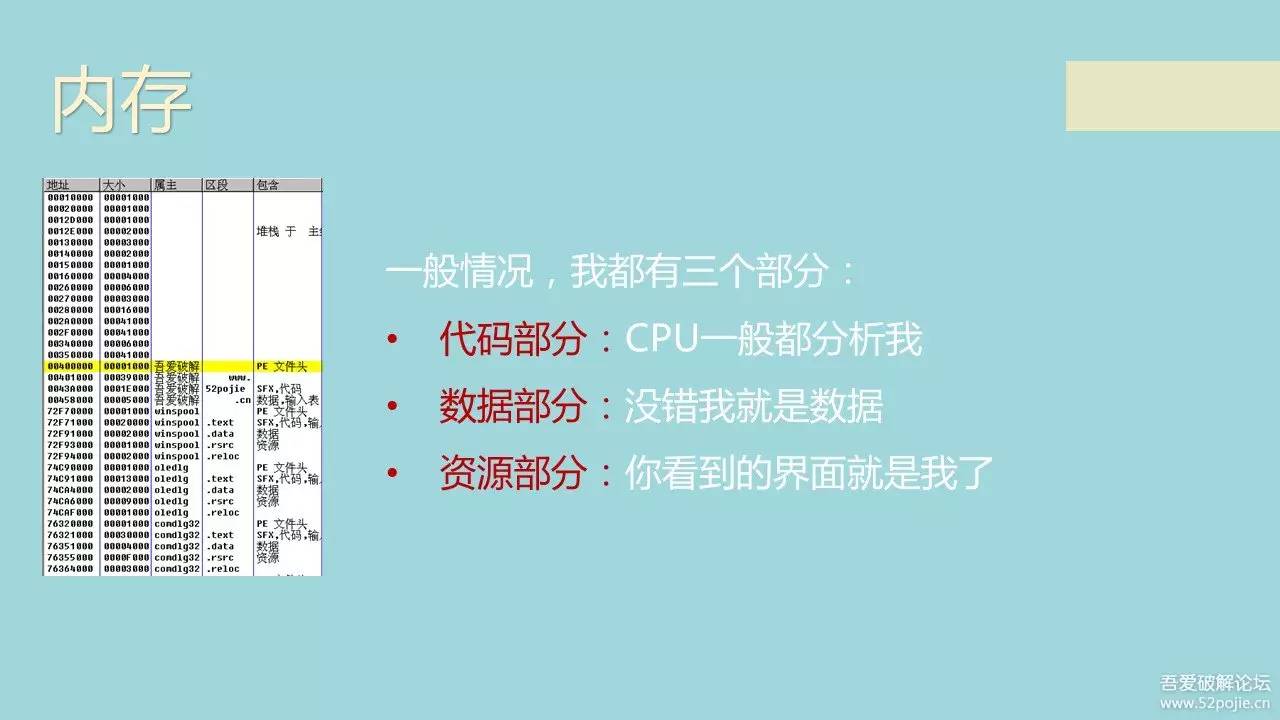 内存
地址 大小 属主 区段 包含
00010000 00001000
00020000 00001000
0012D000 00001000
0012E000 00002000 堆栈 于 主
00130000 00003000
00140000 00002000
00150000 00001000
00160000 00004000
00260000 00006000
00270000 00003000
00280000 00016000
002A0000 00041000
002F0000 00041000
00340000 00006000
00350000 00041000
00400000 00001000 吾爱破解 PE 文件头
00401000 00039000 吾爱破解 www.
0043A000 0001E000 吾爱破解 52pojie SFX,代码
00458000 00005000 吾爱破解 .cn 数据,输入表
72F70000 00001000 winspool PE 文件头
72F71000 00020000 winspool .text SFX,代码,输
72F91000 00002000 winspool .data 数据
72F93000 00001000 winspool .rsrc 资源
72F94000 00002000 winspool .reloc
74C90000 00001000 oledlg PE 文件头
74C91000 00013000 oledlg .text SFX,代码,输
74CA4000 00002000 oledlg .data 数据
74CA6000 00009000 oledlg .rsrc 资源
74CAF000 00001000 oledlg .reloc
76320000 00001000 comdlg32 PE 文件头
76321000 00030000 comdlg32 .text SFX,代码,输
76351000 00004000 comdlg32 .data 数据
76355000 0000F000 comdlg32 .rsrc 资源
76364000 00003000 comdlg32 .reloc
一般情况，我都有三个部分：
• 代码部分：CPU一般都分析我
• 数据部分：没错我就是数据
• 资源部分：你看到的界面就是我了
吾爱破解论坛
www.52pojie.cn